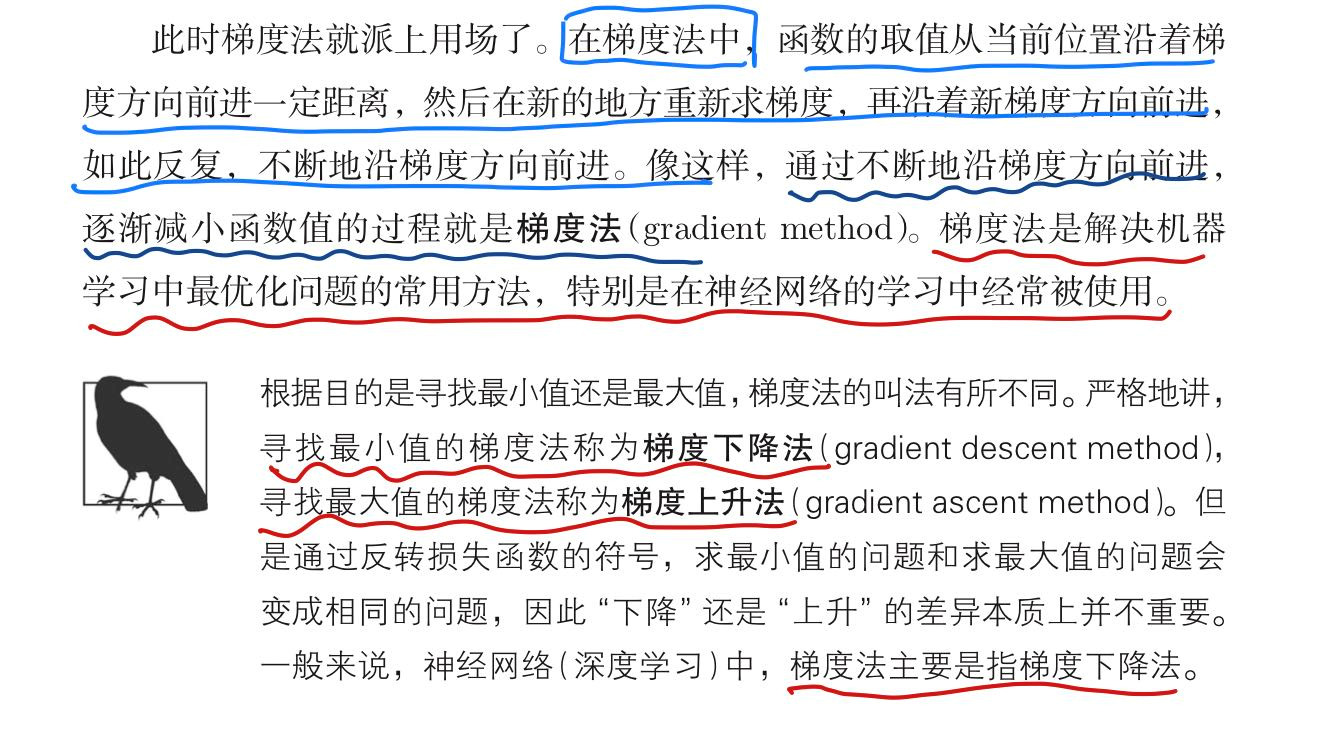 此时梯度法就派上用场了。在梯度法中，函数的取值从当前位置沿着梯
度方向前进一定距离，然后在新的地方重新求梯度，再沿着新梯度方向前进，
如此反复，不断地沿梯度方向前进。像这样，通过不断地沿梯度方向前进，
逐渐减小函数值的过程就是梯度法（gradient method）。梯度法是解决机器
学习中最优化问题的常用方法，特别是在神经网络的学习中经常被使用。
根据目的是寻找最小值还是最大值，梯度法的叫法有所不同。严格地讲，
寻找最小值的梯度法称为梯度下降法（gradient descent method），
寻找最大值的梯度法称为梯度上升法（gradient ascent method）。但
是通过反转损失函数的符号，求最小值的问题和求最大值的问题会
变成相同的问题，因此“下降”还是“上升”的差异本质上并不重要。
一般来说，神经网络（深度学习）中，梯度法主要是指梯度下降法。